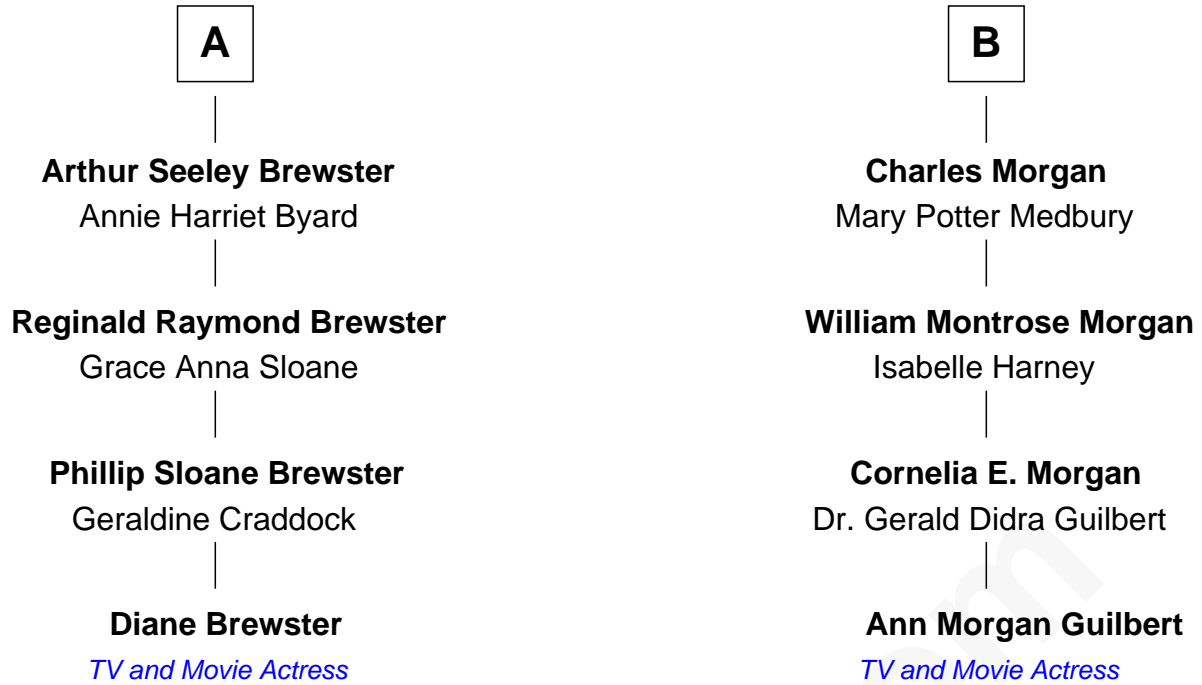 A
Arthur Seeley Brewster
Annie Harriet Byard
Reginald Raymond Brewster
Grace Anna Sloane
Phillip Sloane Brewster
Geraldine Craddock
Diane Brewster
TV and Movie Actress
B
Charles Morgan
Mary Potter Medbury
William Montrose Morgan
Isabelle Harney
Cornelia E. Morgan
Dr. Gerald Didra Guilbert
Ann Morgan Guilbert
TV and Movie Actress